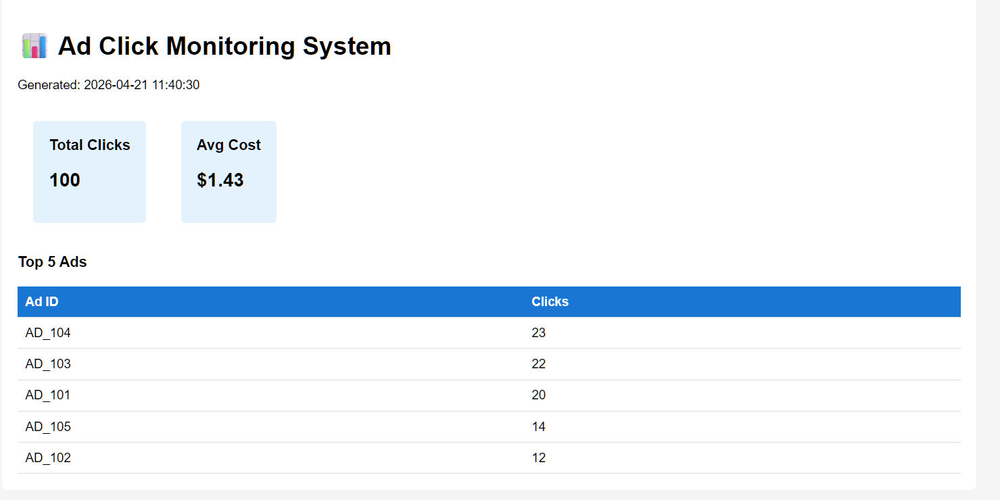 📊 Ad Click Monitoring System
Generated: 2026-04-21 11:40:30
Total Clicks
100
Avg Cost
$1.43
Top 5 Ads
Ad ID Clicks
AD_104 23
AD_103 22
AD_101 20
AD_105 14
AD_102 12